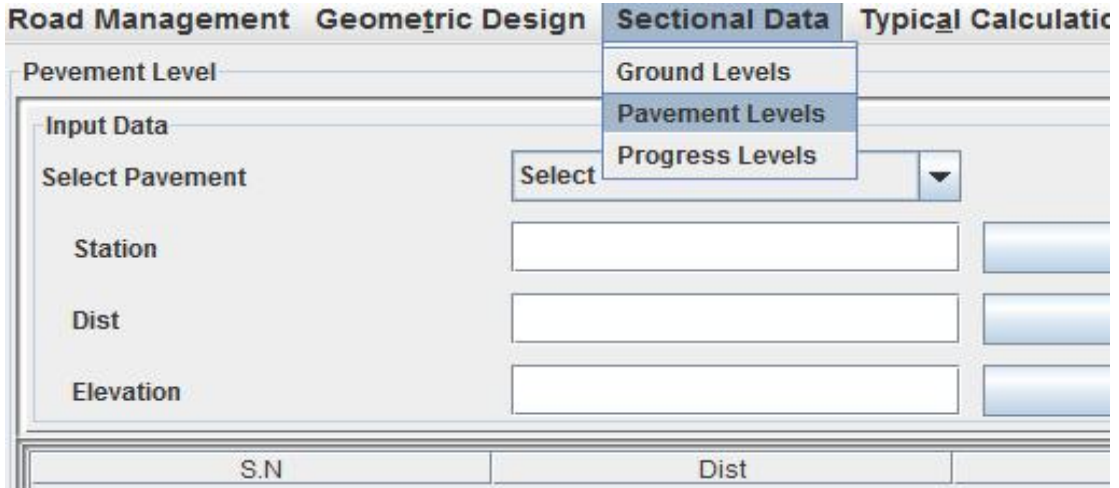 Road Management Geometric Design Sectional Data Typical Calculatio
Pevement Level
Ground Levels
Input Data
Pavement Levels
Progress Levels
Select Pavement Select
Station
Dist
Elevation
S.N Dist